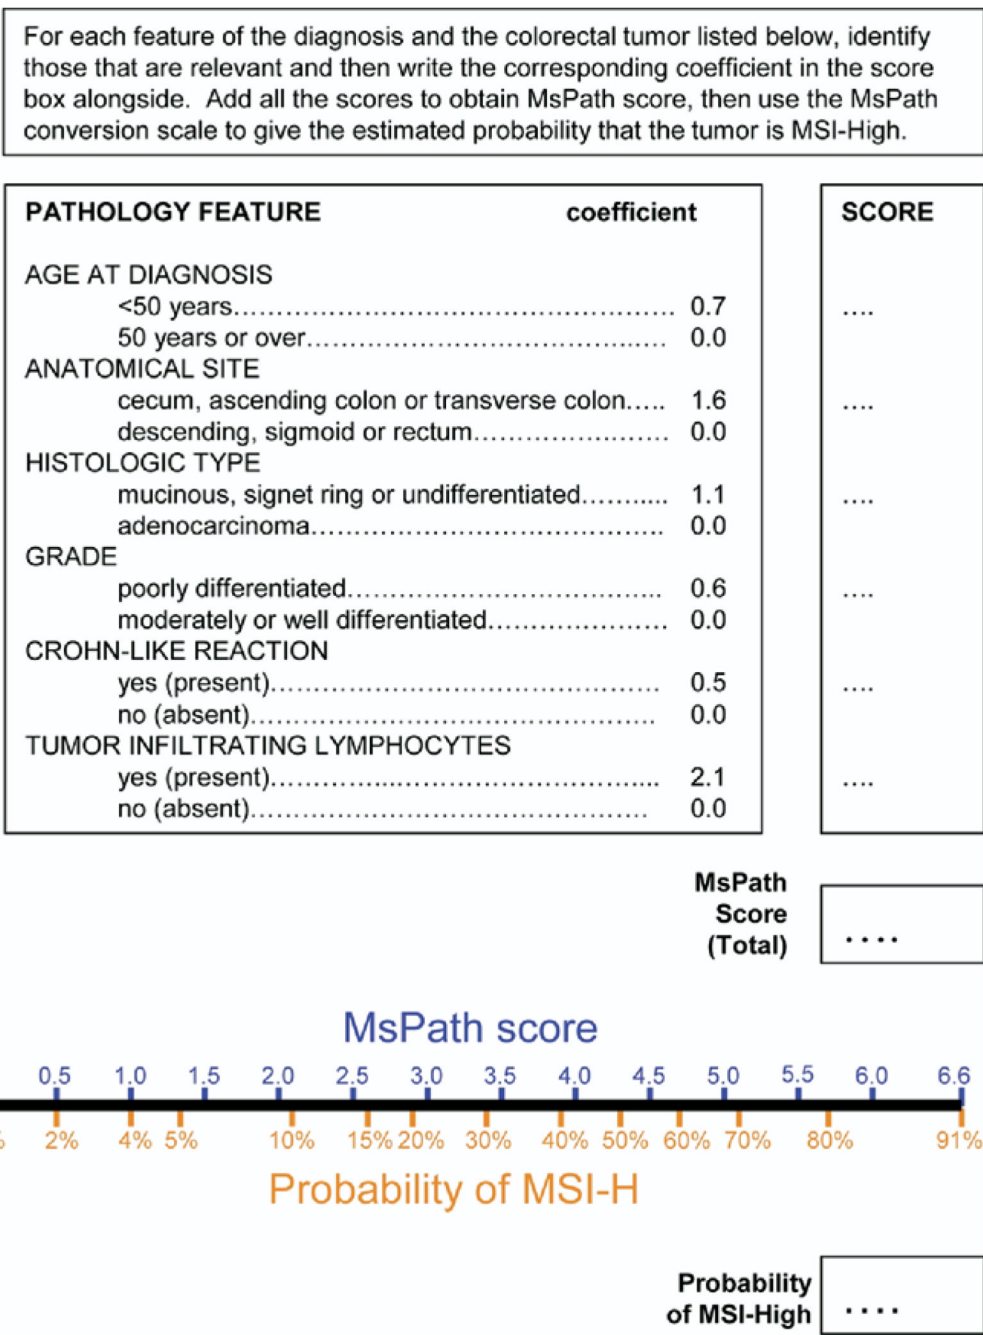 For each feature of the diagnosis and the colorectal tumor listed below, identify
those that are relevant and then write the corresponding coefficient in the score
box alongside. Add all the scores to obtain MsPath score, then use the MsPath
conversion scale to give the estimated probability that the tumor is MSI-High.
PATHOLOGY FEATURE coefficient SCORE
AGE AT DIAGNOSIS
<50 years.................................................. 0.7 ....
50 years or over......................................... 0.0
ANATOMICAL SITE
cecum, ascending colon or transverse colon..... 1.6 ....
descending, sigmoid or rectum...................... 0.0
HISTOLOGIC TYPE
mucinous, signet ring or undifferentiated.......... 1.1 ....
adenocarcinoma........................................ 0.0
GRADE
poorly differentiated.................................... 0.6 ....
moderately or well differentiated.................... 0.0
CROHN-LIKE REACTION
yes (present)............................................ 0.5 ....
no (absent).............................................. 0.0
TUMOR INFILTRATING LYMPHOCYTES
yes (present)............................................ 2.1 ....
no (absent).............................................. 0.0
MsPath
Score
(Total) ....
MsPath score
0.5 1.0 1.5 2.0 2.5 3.0 3.5 4.0 4.5 5.0 5.5 6.0 6.6
% 2% 4% 5% 10% 15% 20% 30% 40% 50% 60% 70% 80% 91%
Probability of MSI-H
Probability
of MSI-High ....